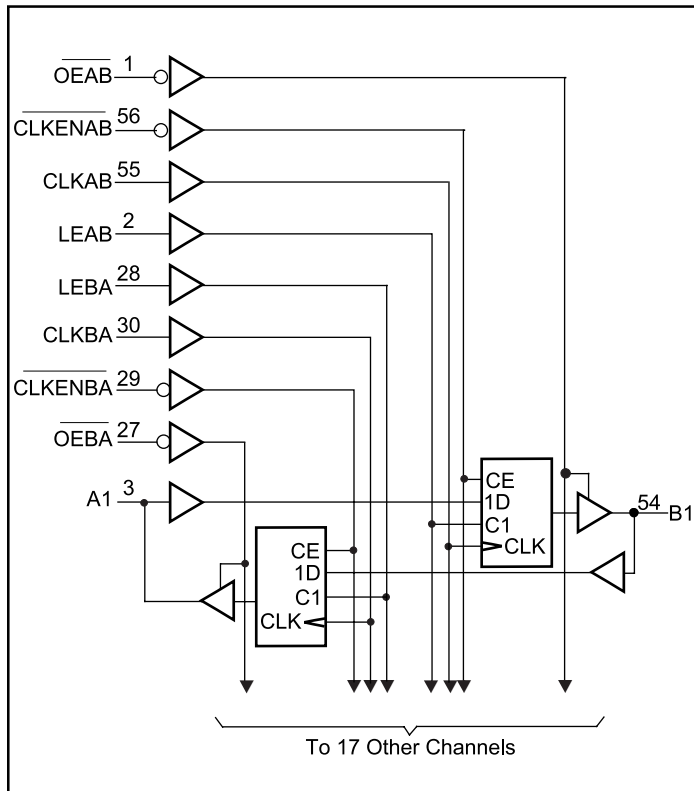 OEAB 1
CLKENAB 56
CLKAB 55
LEAB 2
LEBA 28
CLKBA 30
CLKENBA 29
OEBA 27
A1 3
CE
1D
C1
CLK
54 B1
CE
1D
C1
CLK
To 17 Other Channels